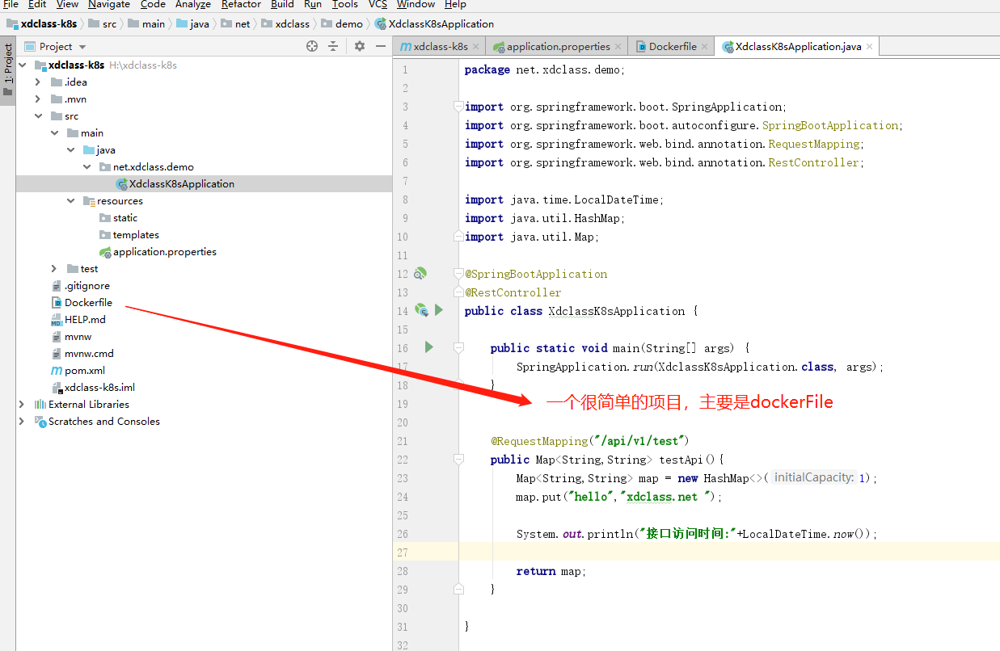 File Edit View Navigate Code Analyze Refactor Build Run Tools VCS Window Help
xdclass-k8s src main java net xdclass demo XdclassK8sApplication
1: Project
Project
xdclass-k8s H:\xdclass-k8s
.idea
.mvn
src
main
java
net.xdclass.demo
XdclassK8sApplication
resources
static
templates
application.properties
test
.gitignore
Dockerfile
HELP.md
mvnw
mvnw.cmd
pom.xml
xdclass-k8s.iml
External Libraries
Scratches and Consoles
xdclass-k8s application.properties Dockerfile XdclassK8sApplication.java
1 package net.xdclass.demo;
2
3 import org.springframework.boot.SpringApplication;
4 import org.springframework.boot.autoconfigure.SpringBootApplication;
5 import org.springframework.web.bind.annotation.RequestMapping;
6 import org.springframework.web.bind.annotation.RestController;
7
8 import java.time.LocalDateTime;
9 import java.util.HashMap;
10 import java.util.Map;
11
12 @SpringBootApplication
13 @RestController
14 public class XdclassK8sApplication {
15
16 public static void main(String[] args) {
17 SpringApplication.run(XdclassK8sApplication.class, args);
18 }
19 一个很简单的项目，主要是dockerFile
20
21 @RequestMapping("/api/v1/test")
22 public Map<String,String> testApi(){
23 Map<String,String> map = new HashMap<>( initialCapacity: 1);
24 map.put("hello","xdclass.net ");
25
26 System.out.println("接口访问时间:"+LocalDateTime.now());
27
28 return map;
29 }
30
31 }
32